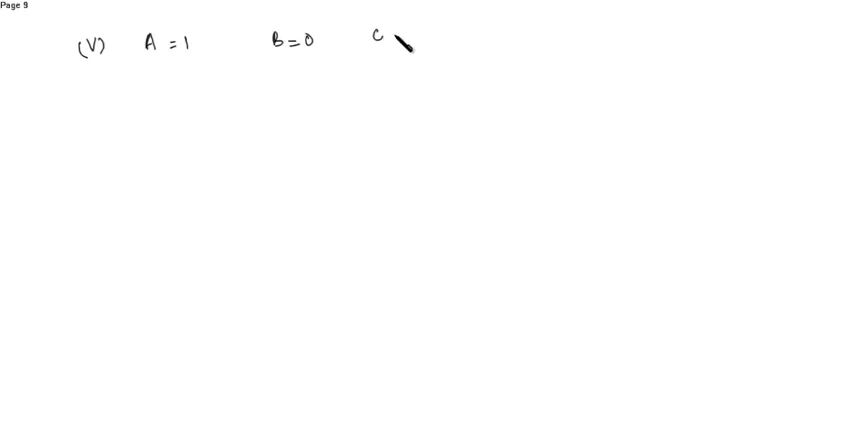 Page 9
(V) A = 1 B = 0 C